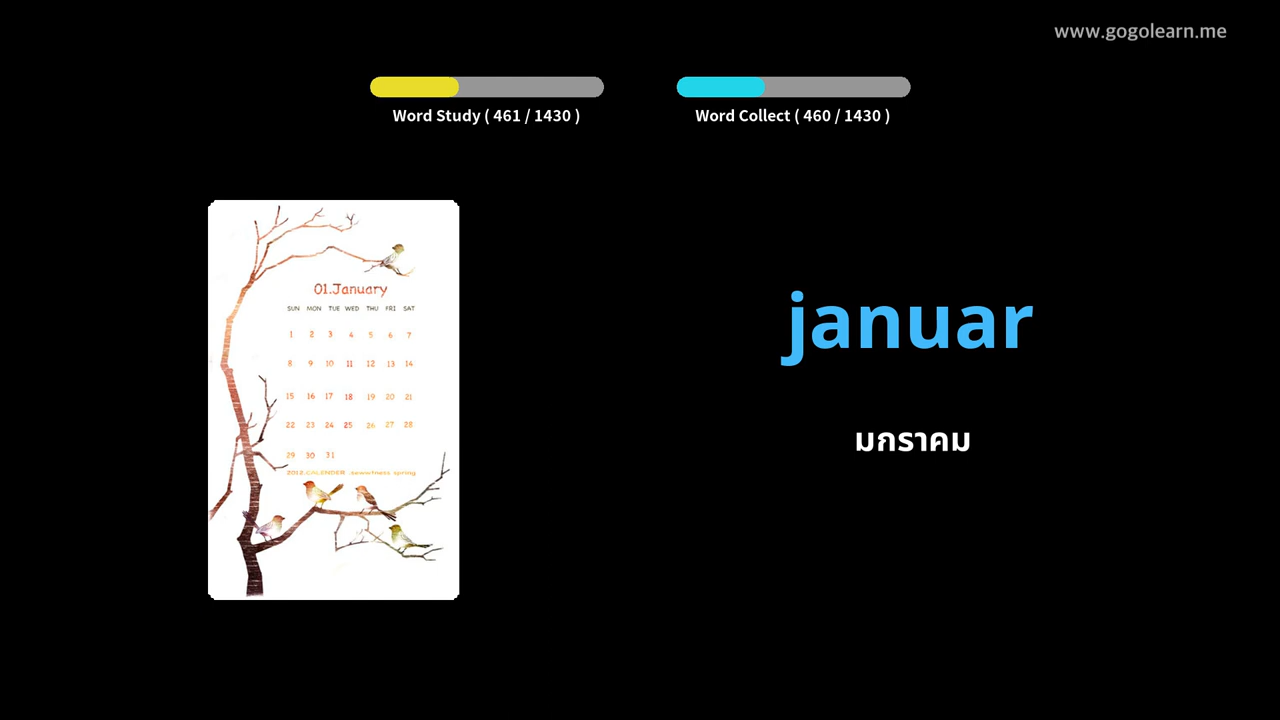 www.gogolearn.me
Word Study ( 461 / 1430 )
Word Collect ( 460 / 1430 )
01.January
SUN MON TUE WED THU FRI SAT
1 2 3 4 5 6 7
8 9 10 11 12 13 14
15 16 17 18 19 20 21
22 23 24 25 26 27 28
29 30 31
2012.CALENDER spring
januar
มกราคม